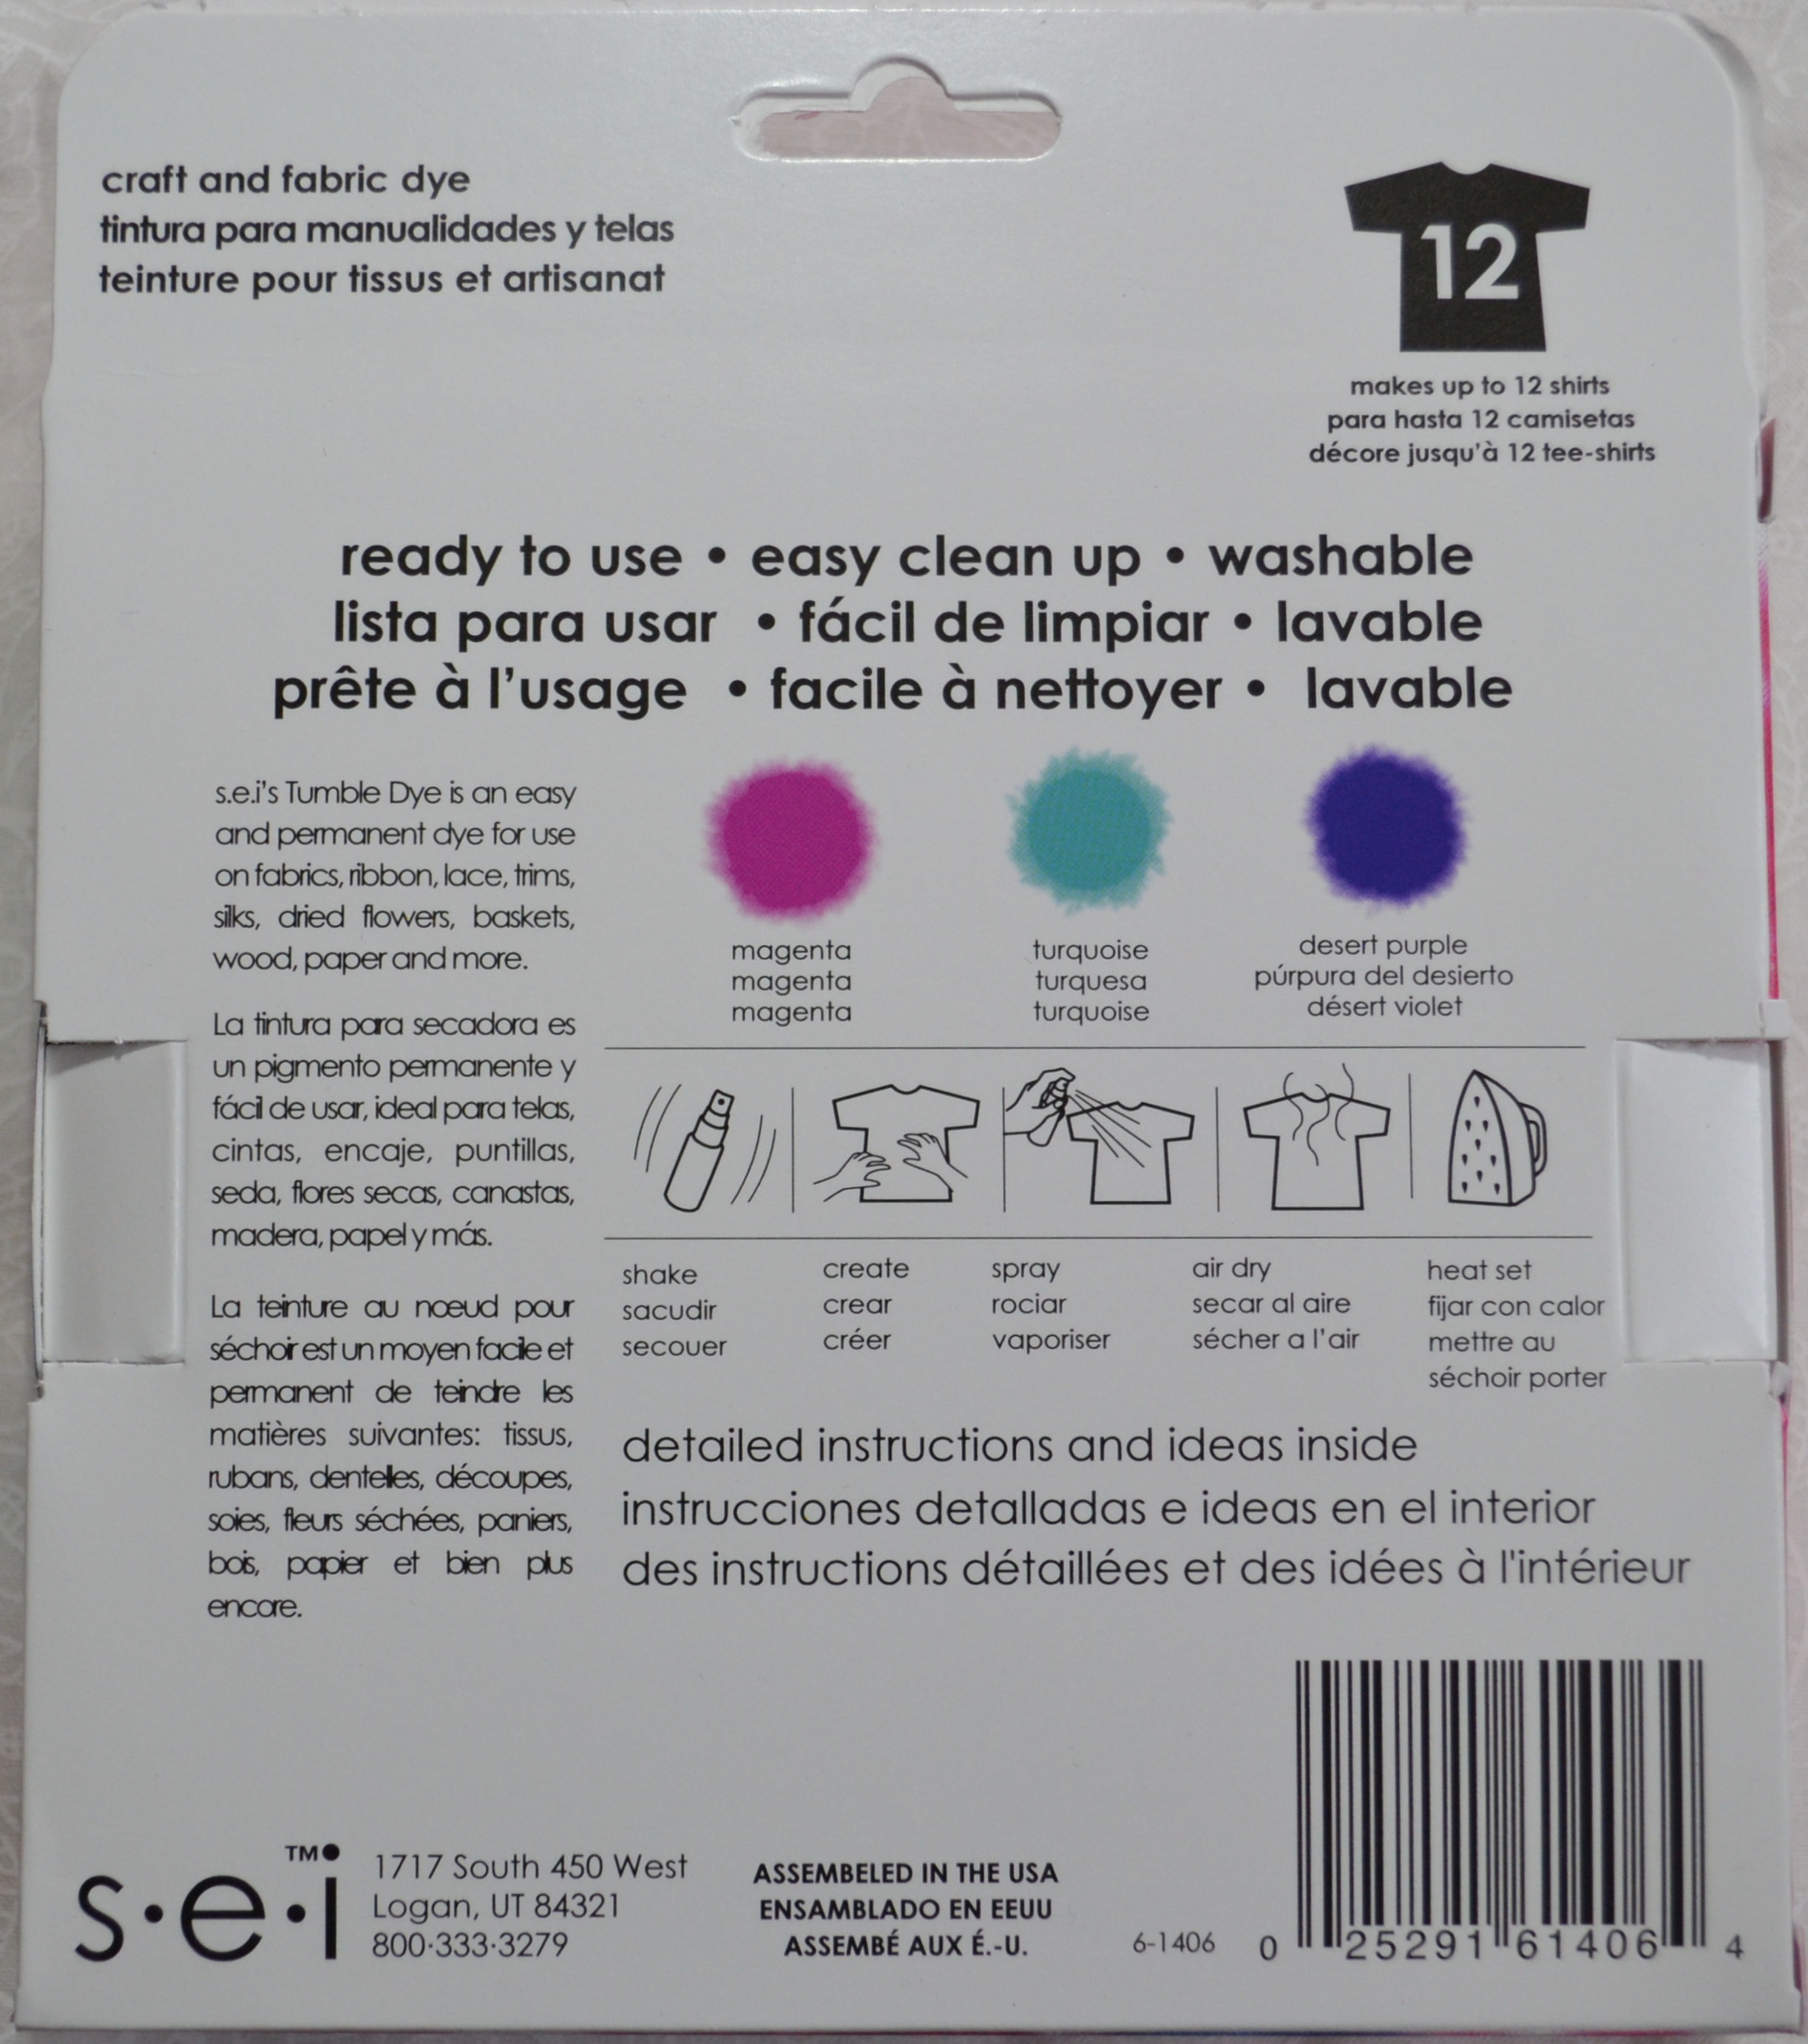 craft and fabric dye
tintura para manualidades y telas
teinture pour tissus et artisanat
12
makes up to 12 shirts
para hasta 12 camisetas
décore jusqu'à 12 tee-shirts
ready to use • easy clean up • washable
lista para usar • fácil de limpiar • lavable
prête à l'usage • facile à nettoyer • lavable
s.e.i's Tumble Dye is an easy
and permanent dye for use
on fabrics, ribbon, lace, trims,
silks, dried flowers, baskets,
wood, paper and more.
La tintura para secadora es
un pigmento permanente y
fácil de usar, ideal para telas,
cintas, encaje, puntillas,
seda, flores secas, canastas,
madera, papel y más.
La teinture au nœud pour
séchoir est un moyen facile et
permanent de teindre les
matières suivantes: tissus,
rubans, dentelles, découpes,
soies, fleurs séchées, paniers,
bois, papier et bien plus
encore.
magenta
magenta
magenta
turquoise
turquesa
turquoise
desert purple
púrpura del desierto
désert violet
shake
sacudir
secouer
create
crear
créer
spray
rociar
vaporiser
air dry
secar al aire
sécher a l'air
heat set
fijar con calor
mettre au
séchoir porter
detailed instructions and ideas inside
instrucciones detalladas e ideas en el interior
des instructions détaillées et des idées à l'intérieur
s•e•i™
1717 South 450 West
Logan, UT 84321
800·333·3279
ASSEMBELED IN THE USA
ENSAMBLADO EN EEUU
ASSEMBÉ AUX É.-U.
6-1406
0 25291 61406 4